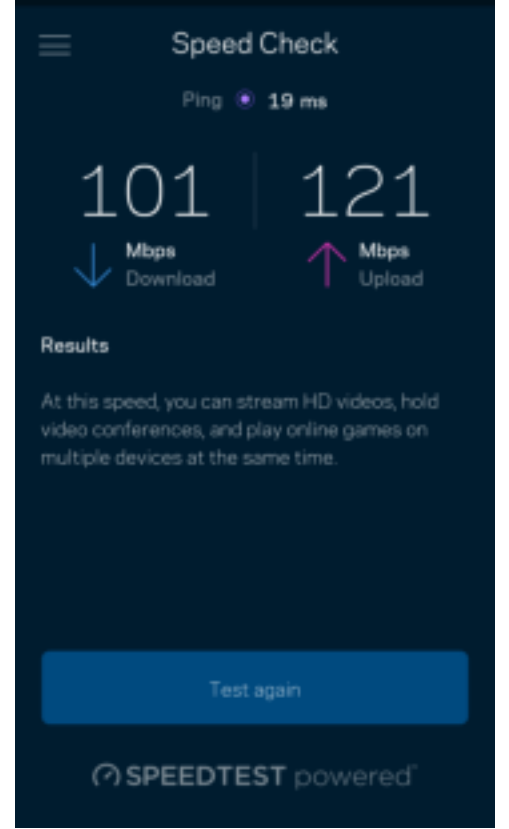 Speed Check
Ping 19 ms
101 121
Mbps Mbps
Download Upload
Results
At this speed, you can stream HD videos, hold
video conferences, and play online games on
multiple devices at the same time.
Test again
SPEEDTEST powered™